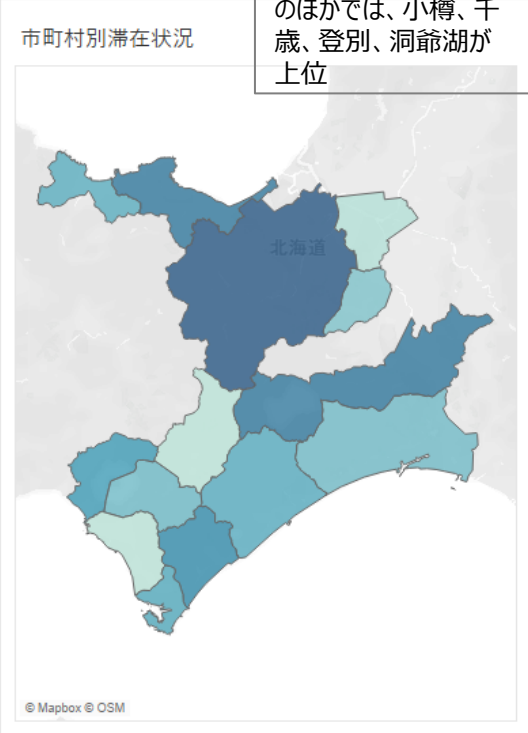 のほかでは、小樽、千
歳、登別、洞爺湖が
上位
市町村別滞在状況
北海道
© Mapbox © OSM